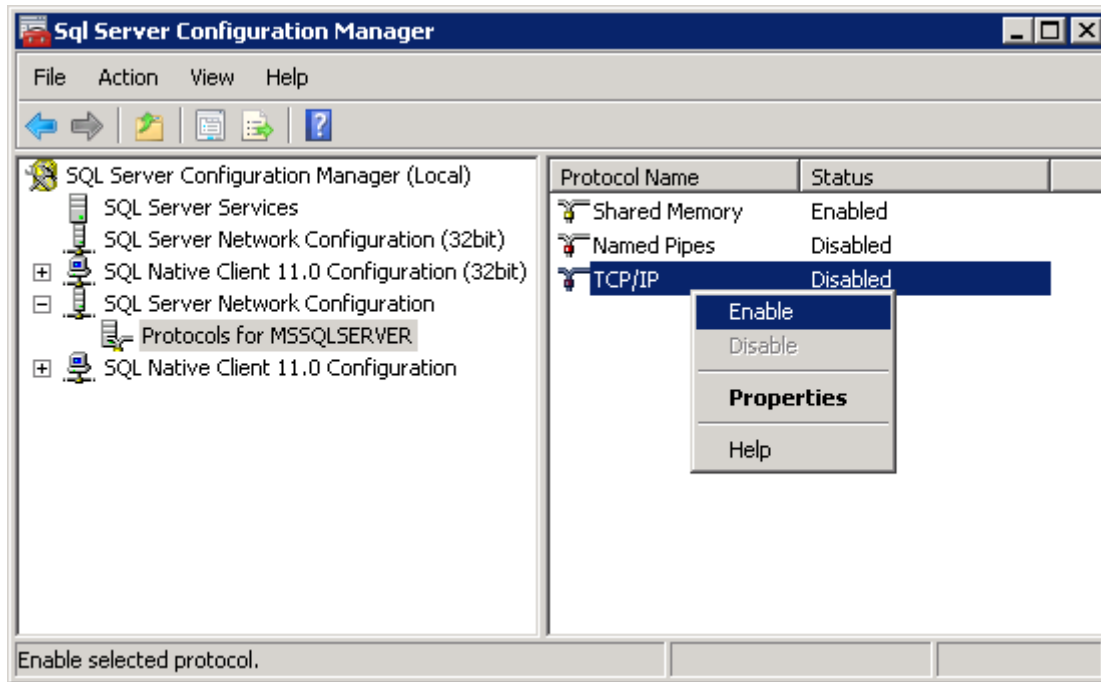 Sql Server Configuration Manager
File Action View Help
SQL Server Configuration Manager (Local)
SQL Server Services
SQL Server Network Configuration (32bit)
SQL Native Client 11.0 Configuration (32bit)
SQL Server Network Configuration
Protocols for MSSQLSERVER
SQL Native Client 11.0 Configuration
Protocol Name Status
Shared Memory Enabled
Named Pipes Disabled
TCP/IP Disabled
Enable
Disable
Properties
Help
Enable selected protocol.